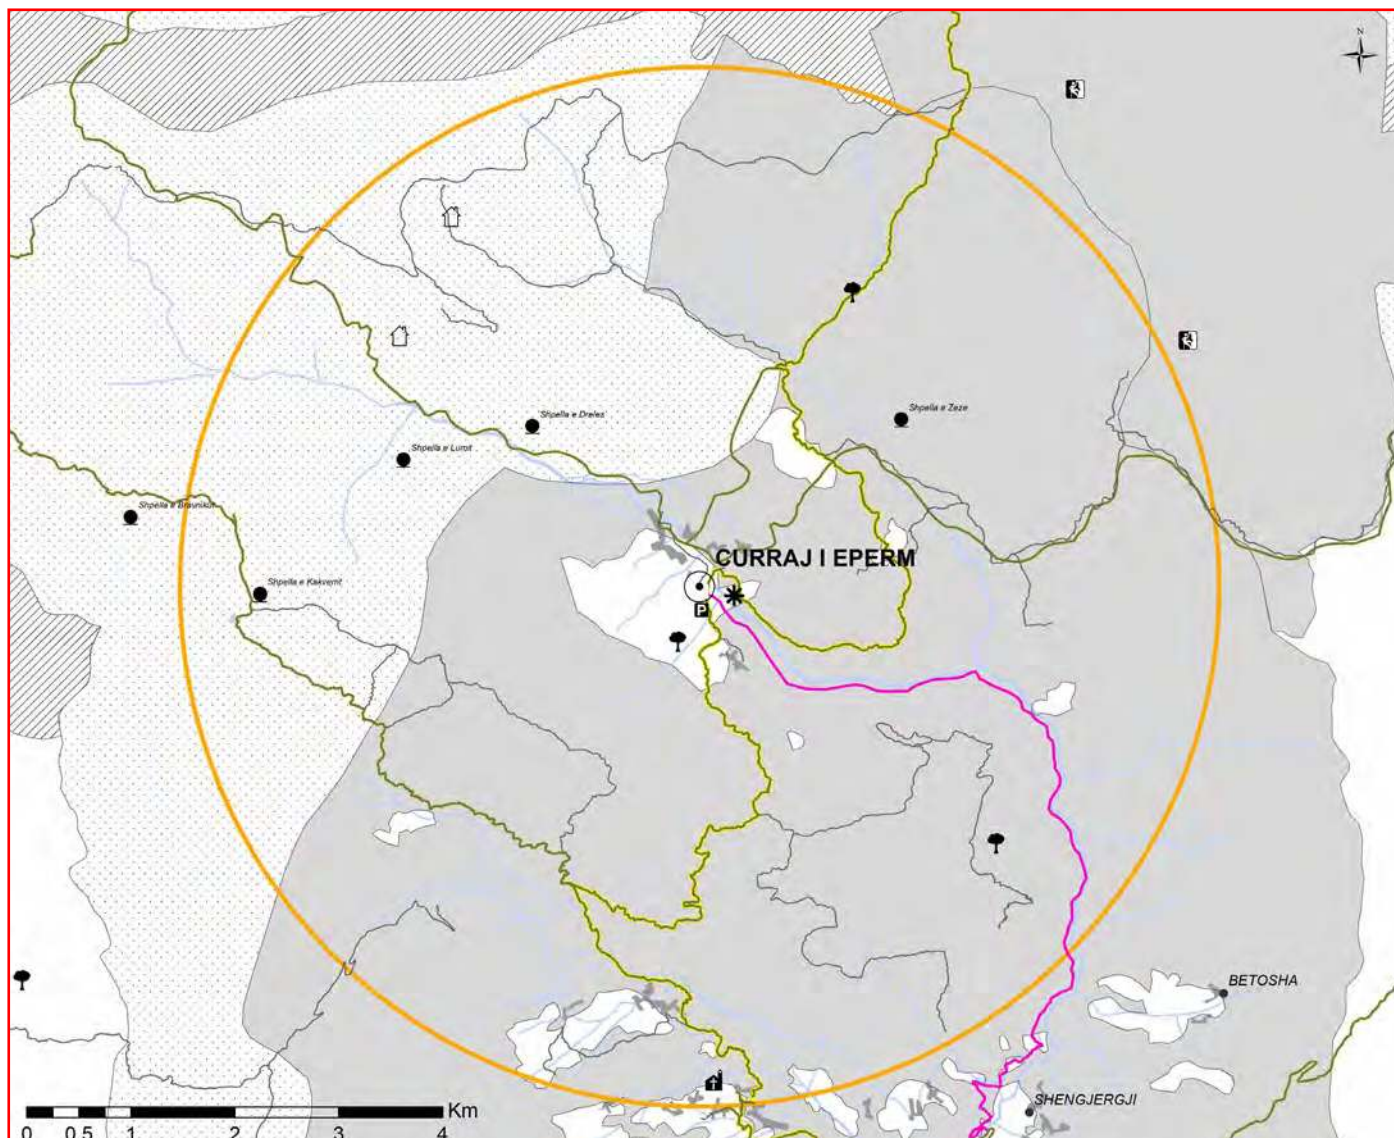 N
Shpella e Zeze
Shpella e Dreles
Shpella e Lumit
Shpella e Kakverrit
CURRAJ I EPERM
P
BETOSHA
SHENGJERGJI
Km
0 0.5 1 2 3 4